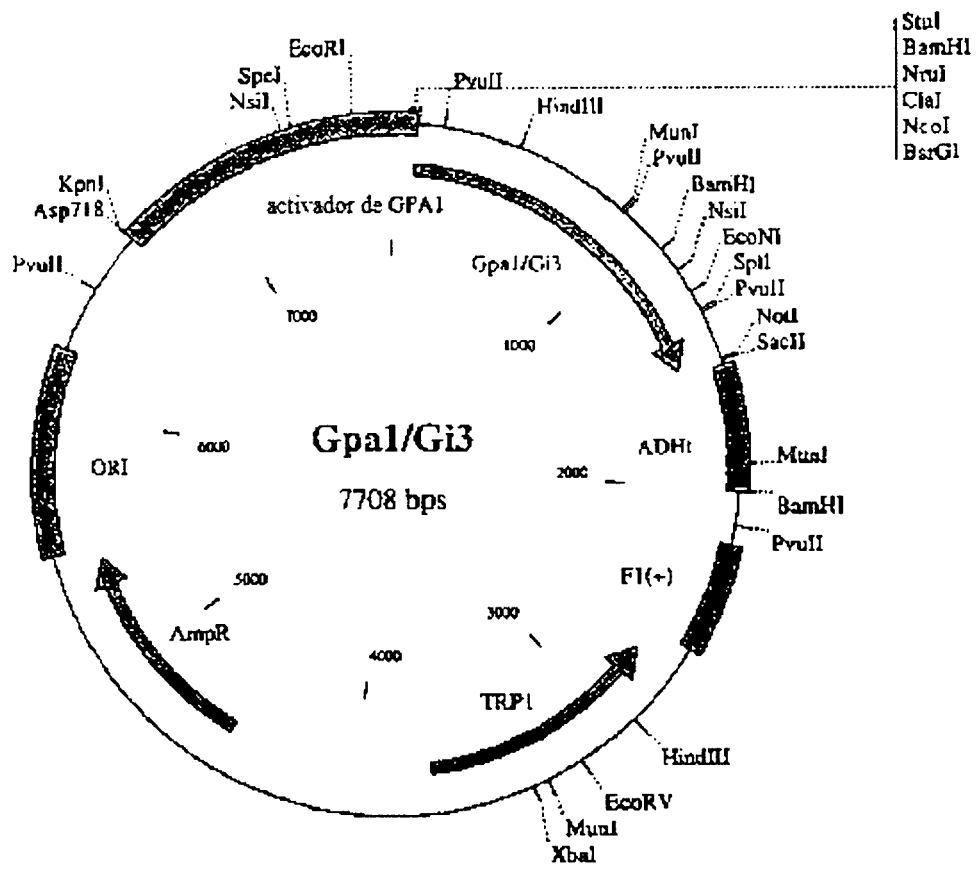 StuI
BamHI
NruI
ClaI
NcoI
BsrGI
EcoRI
SpeI
NsiI
PvuII
HindIII
MunI
PvuII
BamHI
NsiI
EcoNI
SplI
PvuII
NotI
SacII
KpnI
Asp718
PvuII
activador de GPA1
Gpa1/Gi3
7000
1000
Gpa1/Gi3
7708 bps
ORI
6000
ADHt
2000
MunI
BamHI
PvuII
F1(+)
5000
3000
AmpR
4000
TRP1
HindIII
EcoRV
MunI
XbaI